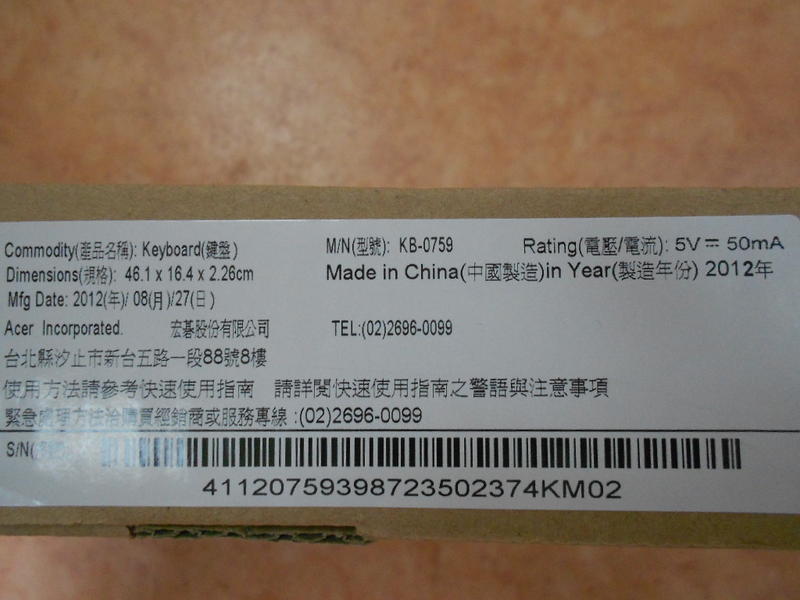 Commodity(產品名稱): Keyboard(鍵盤) M/N(型號): KB-0759 Rating(電壓/電流): 5V ⎓ 50mA
Dimensions(規格): 46.1 x 16.4 x 2.26cm Made in China(中國製造)in Year(製造年份) 2012年
Mfg Date: 2012(年)/ 08(月)/27(日)
Acer Incorporated. 宏碁股份有限公司 TEL:(02)2696-0099
台北縣汐止市新台五路一段88號8樓
使用方法請參考快速使用指南 請詳閱快速使用指南之警語與注意事項
緊急處理方法洽購買經銷商或服務專線 :(02)2696-0099
S/N(
41120759398723502374KM02